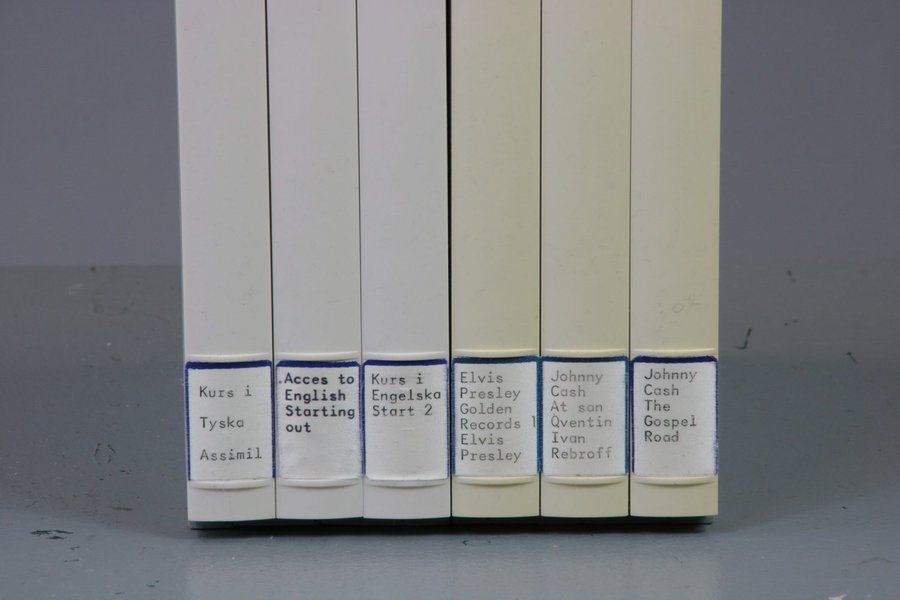 Kurs i
Tyska
Assimil
Acces to
English
Starting
out
Kurs i
Engelska
Start 2
Elvis
Presley
Golden
Records 1
Elvis
Presley
Johnny
Cash
At san
Qventin
Ivan
Rebroff
Johnny
Cash
The
Gospel
Road